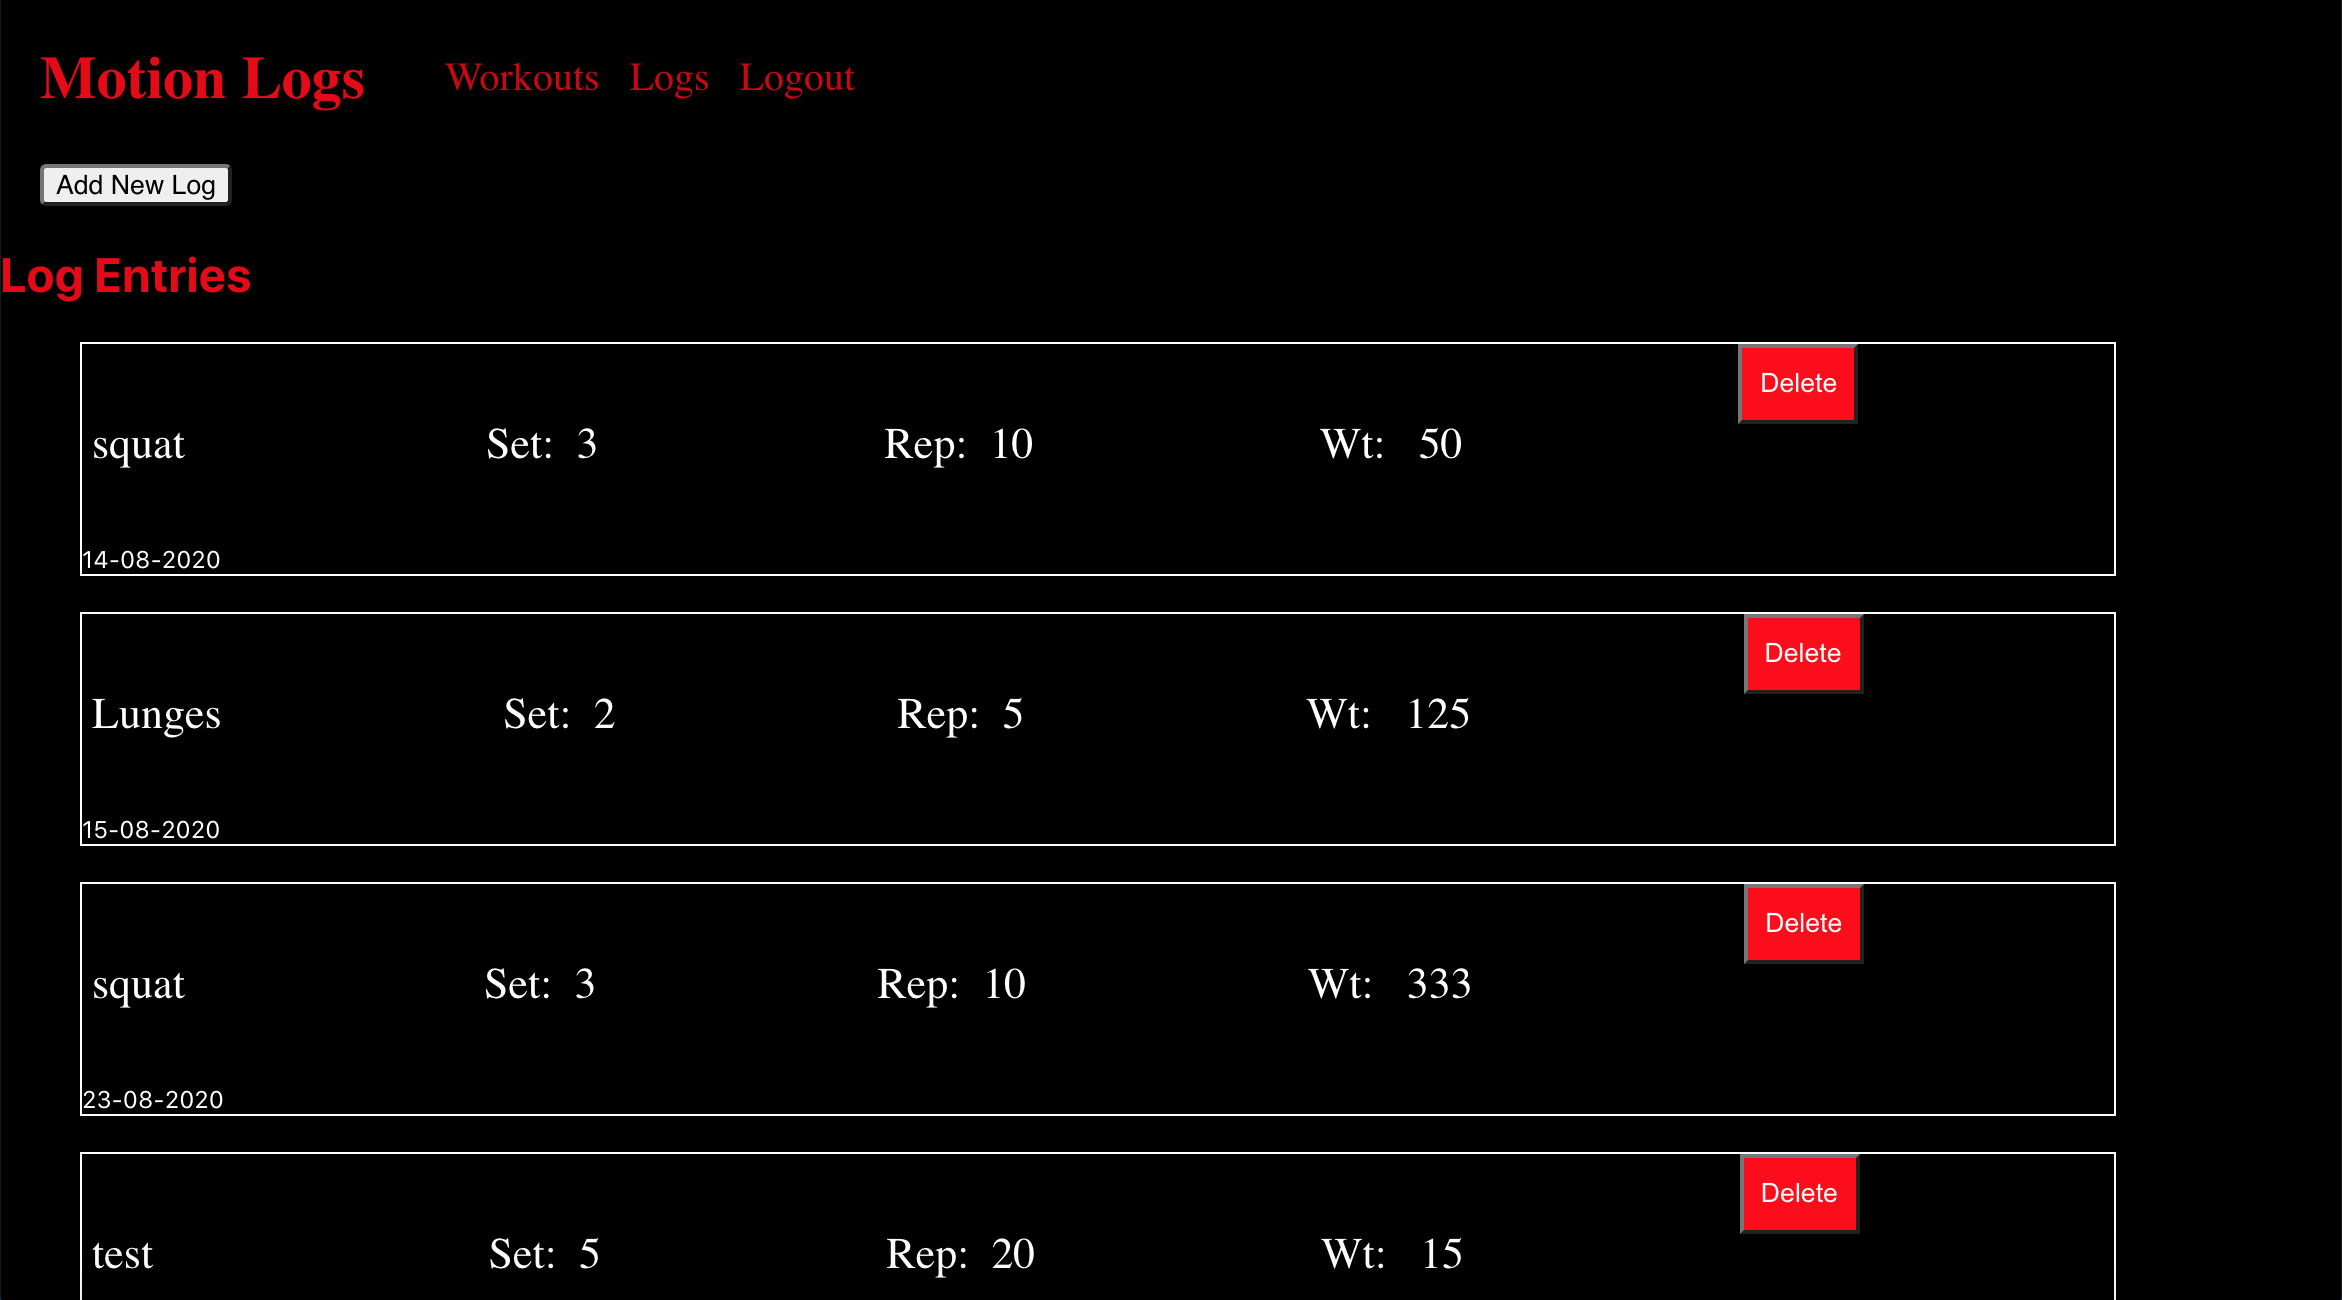 Motion Logs Workouts Logs Logout
Add New Log
Log Entries
Delete
squat Set: 3 Rep: 10 Wt: 50
14-08-2020
Delete
Lunges Set: 2 Rep: 5 Wt: 125
15-08-2020
Delete
squat Set: 3 Rep: 10 Wt: 333
23-08-2020
Delete
test Set: 5 Rep: 20 Wt: 15